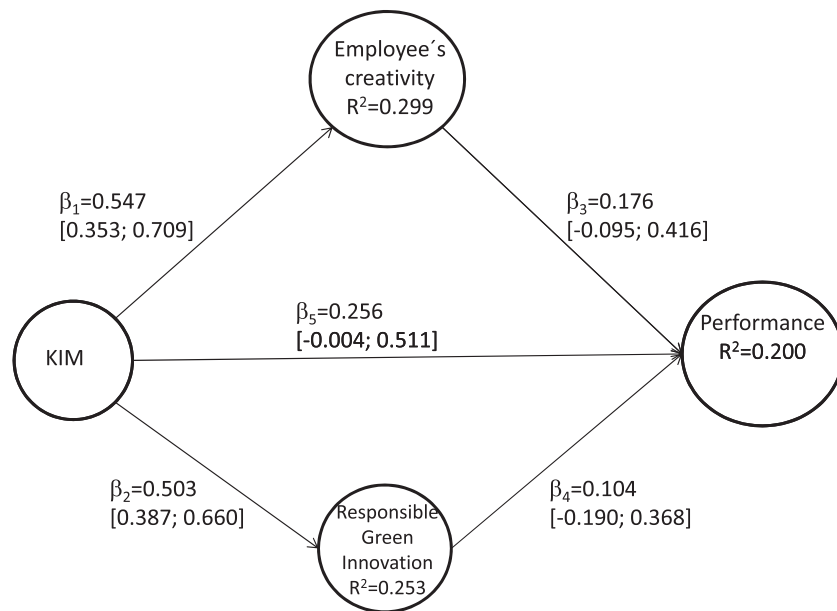 Employee´s
creativity
R²=0.299
β₁=0.547
[0.353; 0.709]
β₃=0.176
[-0.095; 0.416]
β₅=0.256
[-0.004; 0.511]
KIM
Performance
R²=0.200
β₂=0.503
[0.387; 0.660]
β₄=0.104
[-0.190; 0.368]
Responsible
Green
Innovation
R²=0.253